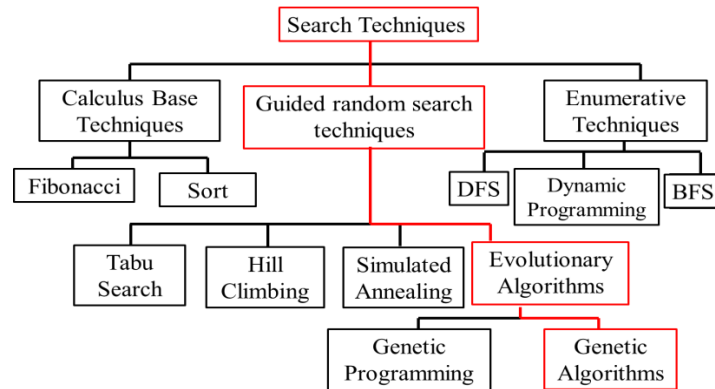 Search Techniques
Calculus Base
Techniques
Guided random search
techniques
Enumerative
Techniques
Fibonacci
Sort
DFS
Dynamic
Programming
BFS
Tabu
Search
Hill
Climbing
Simulated
Annealing
Evolutionary
Algorithms
Genetic
Programming
Genetic
Algorithms